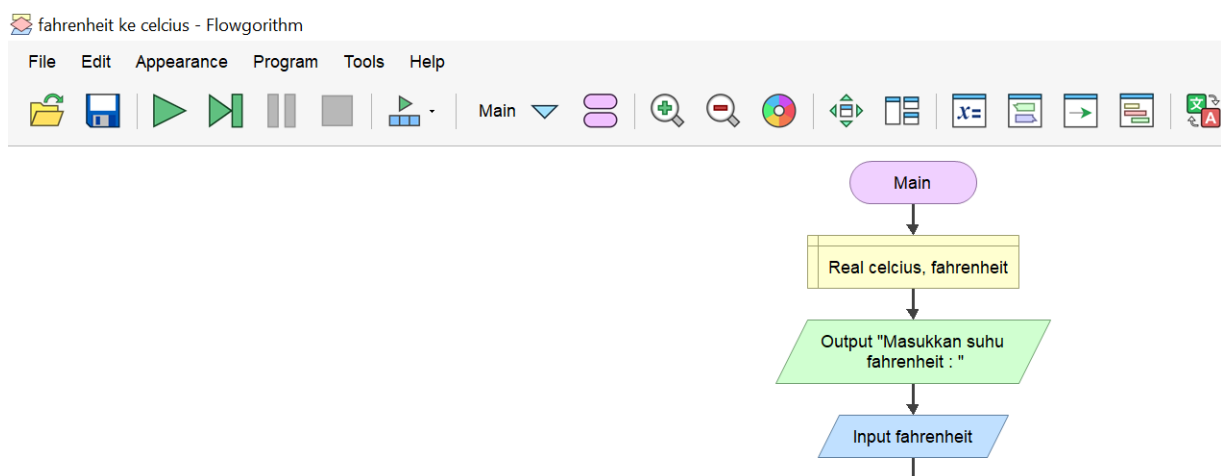 fahrenheit ke celcius - Flowgorithm
File Edit Appearance Program Tools Help
Main
x=
文
A
Main
Real celcius, fahrenheit
Output "Masukkan suhu
fahrenheit : "
Input fahrenheit